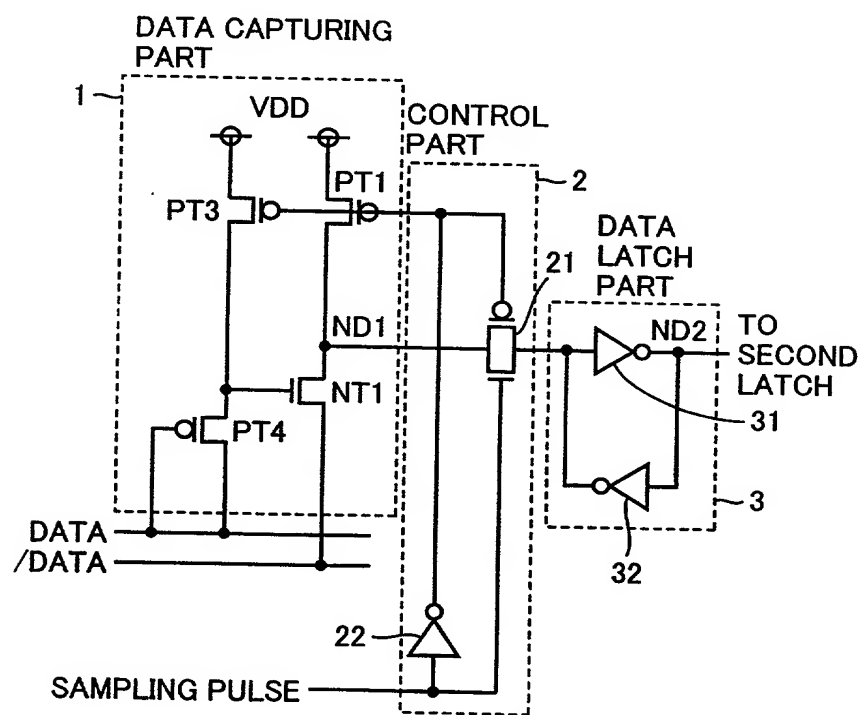 DATA CAPTURING
PART
1
VDD
CONTROL
PART
2
PT3
PT1
DATA
LATCH
PART
21
ND1
ND2
TO
SECOND
LATCH
NT1
PT4
31
3
DATA
/DATA
32
22
SAMPLING PULSE